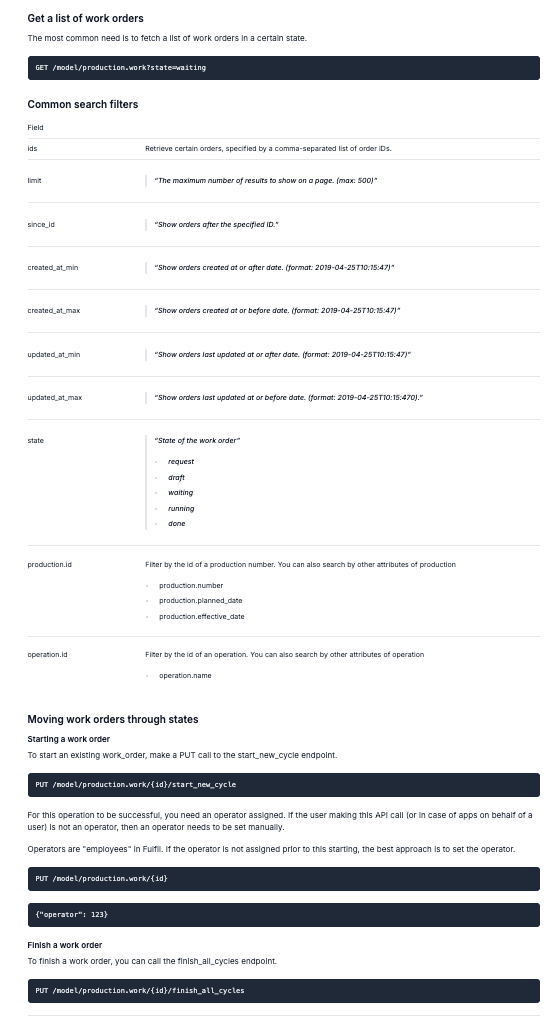 Get a list of work orders
The most common need is to fetch a list of work orders in a certain state.
GET /model/production.work?state=waiting
Common search filters
Field
ids Retrieve certain orders, specified by a comma-separated list of order IDs.
limit "The maximum number of results to show on a page. (max: 500)"
since_id "Show orders after the specified ID."
created_at_min "Show orders created at or after date. (format: 2019-04-25T10:15:47)"
created_at_max "Show orders created at or before date. (format: 2019-04-25T10:15:47)"
updated_at_min "Show orders last updated at or after date. (format: 2019-04-25T10:15:47)"
updated_at_max "Show orders last updated at or before date. (format: 2019-04-25T10:15:470)."
state "State of the work order"
request
draft
waiting
running
done
production.id Filter by the id of a production number. You can also search by other attributes of production
production.number
production.planned_date
production.effective_date
operation.id Filter by the id of an operation. You can also search by other attributes of operation
operation.name
Moving work orders through states
Starting a work order
To start an existing work_order, make a PUT call to the start_new_cycle endpoint.
PUT /model/production.work/{id}/start_new_cycle
For this operation to be successful, you need an operator assigned. If the user making this API call (or in case of apps on behalf of a
user) is not an operator, then an operator needs to be set manually.
Operators are "employees" in Fulfil. If the operator is not assigned prior to this starting, the best approach is to set the operator.
PUT /model/production.work/{id}
{"operator": 123}
Finish a work order
To finish a work order, you can call the finish_all_cycles endpoint.
PUT /model/production.work/{id}/finish_all_cycles